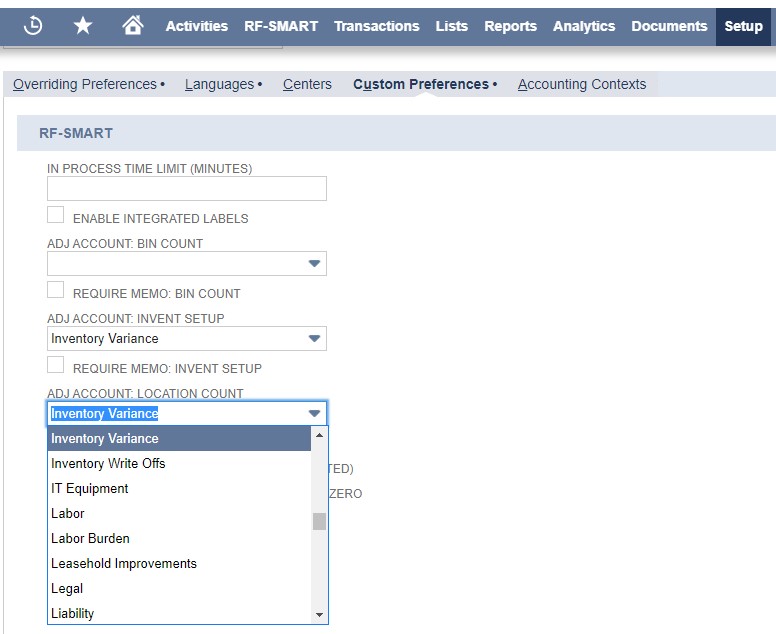 Activities RF-SMART Transactions Lists Reports Analytics Documents Setup
Overriding Preferences • Languages • Centers Custom Preferences • Accounting Contexts
RF-SMART
IN PROCESS TIME LIMIT (MINUTES)
ENABLE INTEGRATED LABELS
ADJ ACCOUNT: BIN COUNT
REQUIRE MEMO: BIN COUNT
ADJ ACCOUNT: INVENT SETUP
Inventory Variance
REQUIRE MEMO: INVENT SETUP
ADJ ACCOUNT: LOCATION COUNT
Inventory Variance
Inventory Variance
Inventory Write Offs
TED)
IT Equipment
ZERO
Labor
Labor Burden
Leasehold Improvements
Legal
Liability